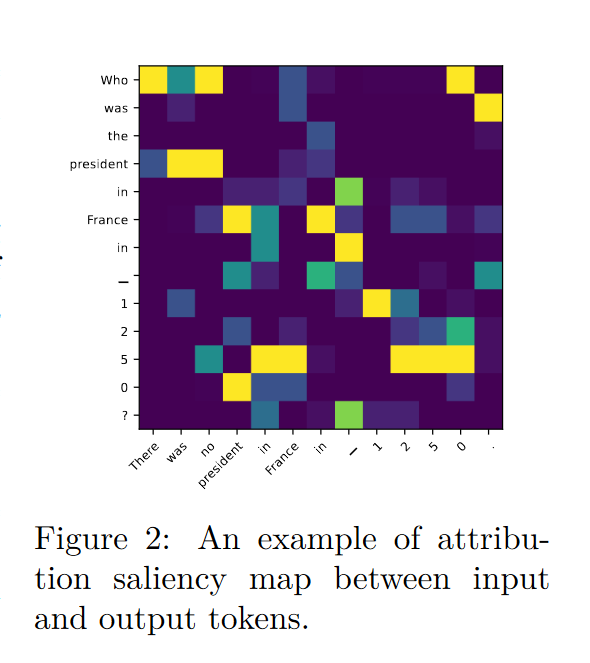 Who
was
the
president
in
France
in
_
1
2
5
0
?
There
was
no
president
in
France
in
_
1
2
5
0
.
Figure 2: An example of attribu-
tion saliency map between input
and output tokens.